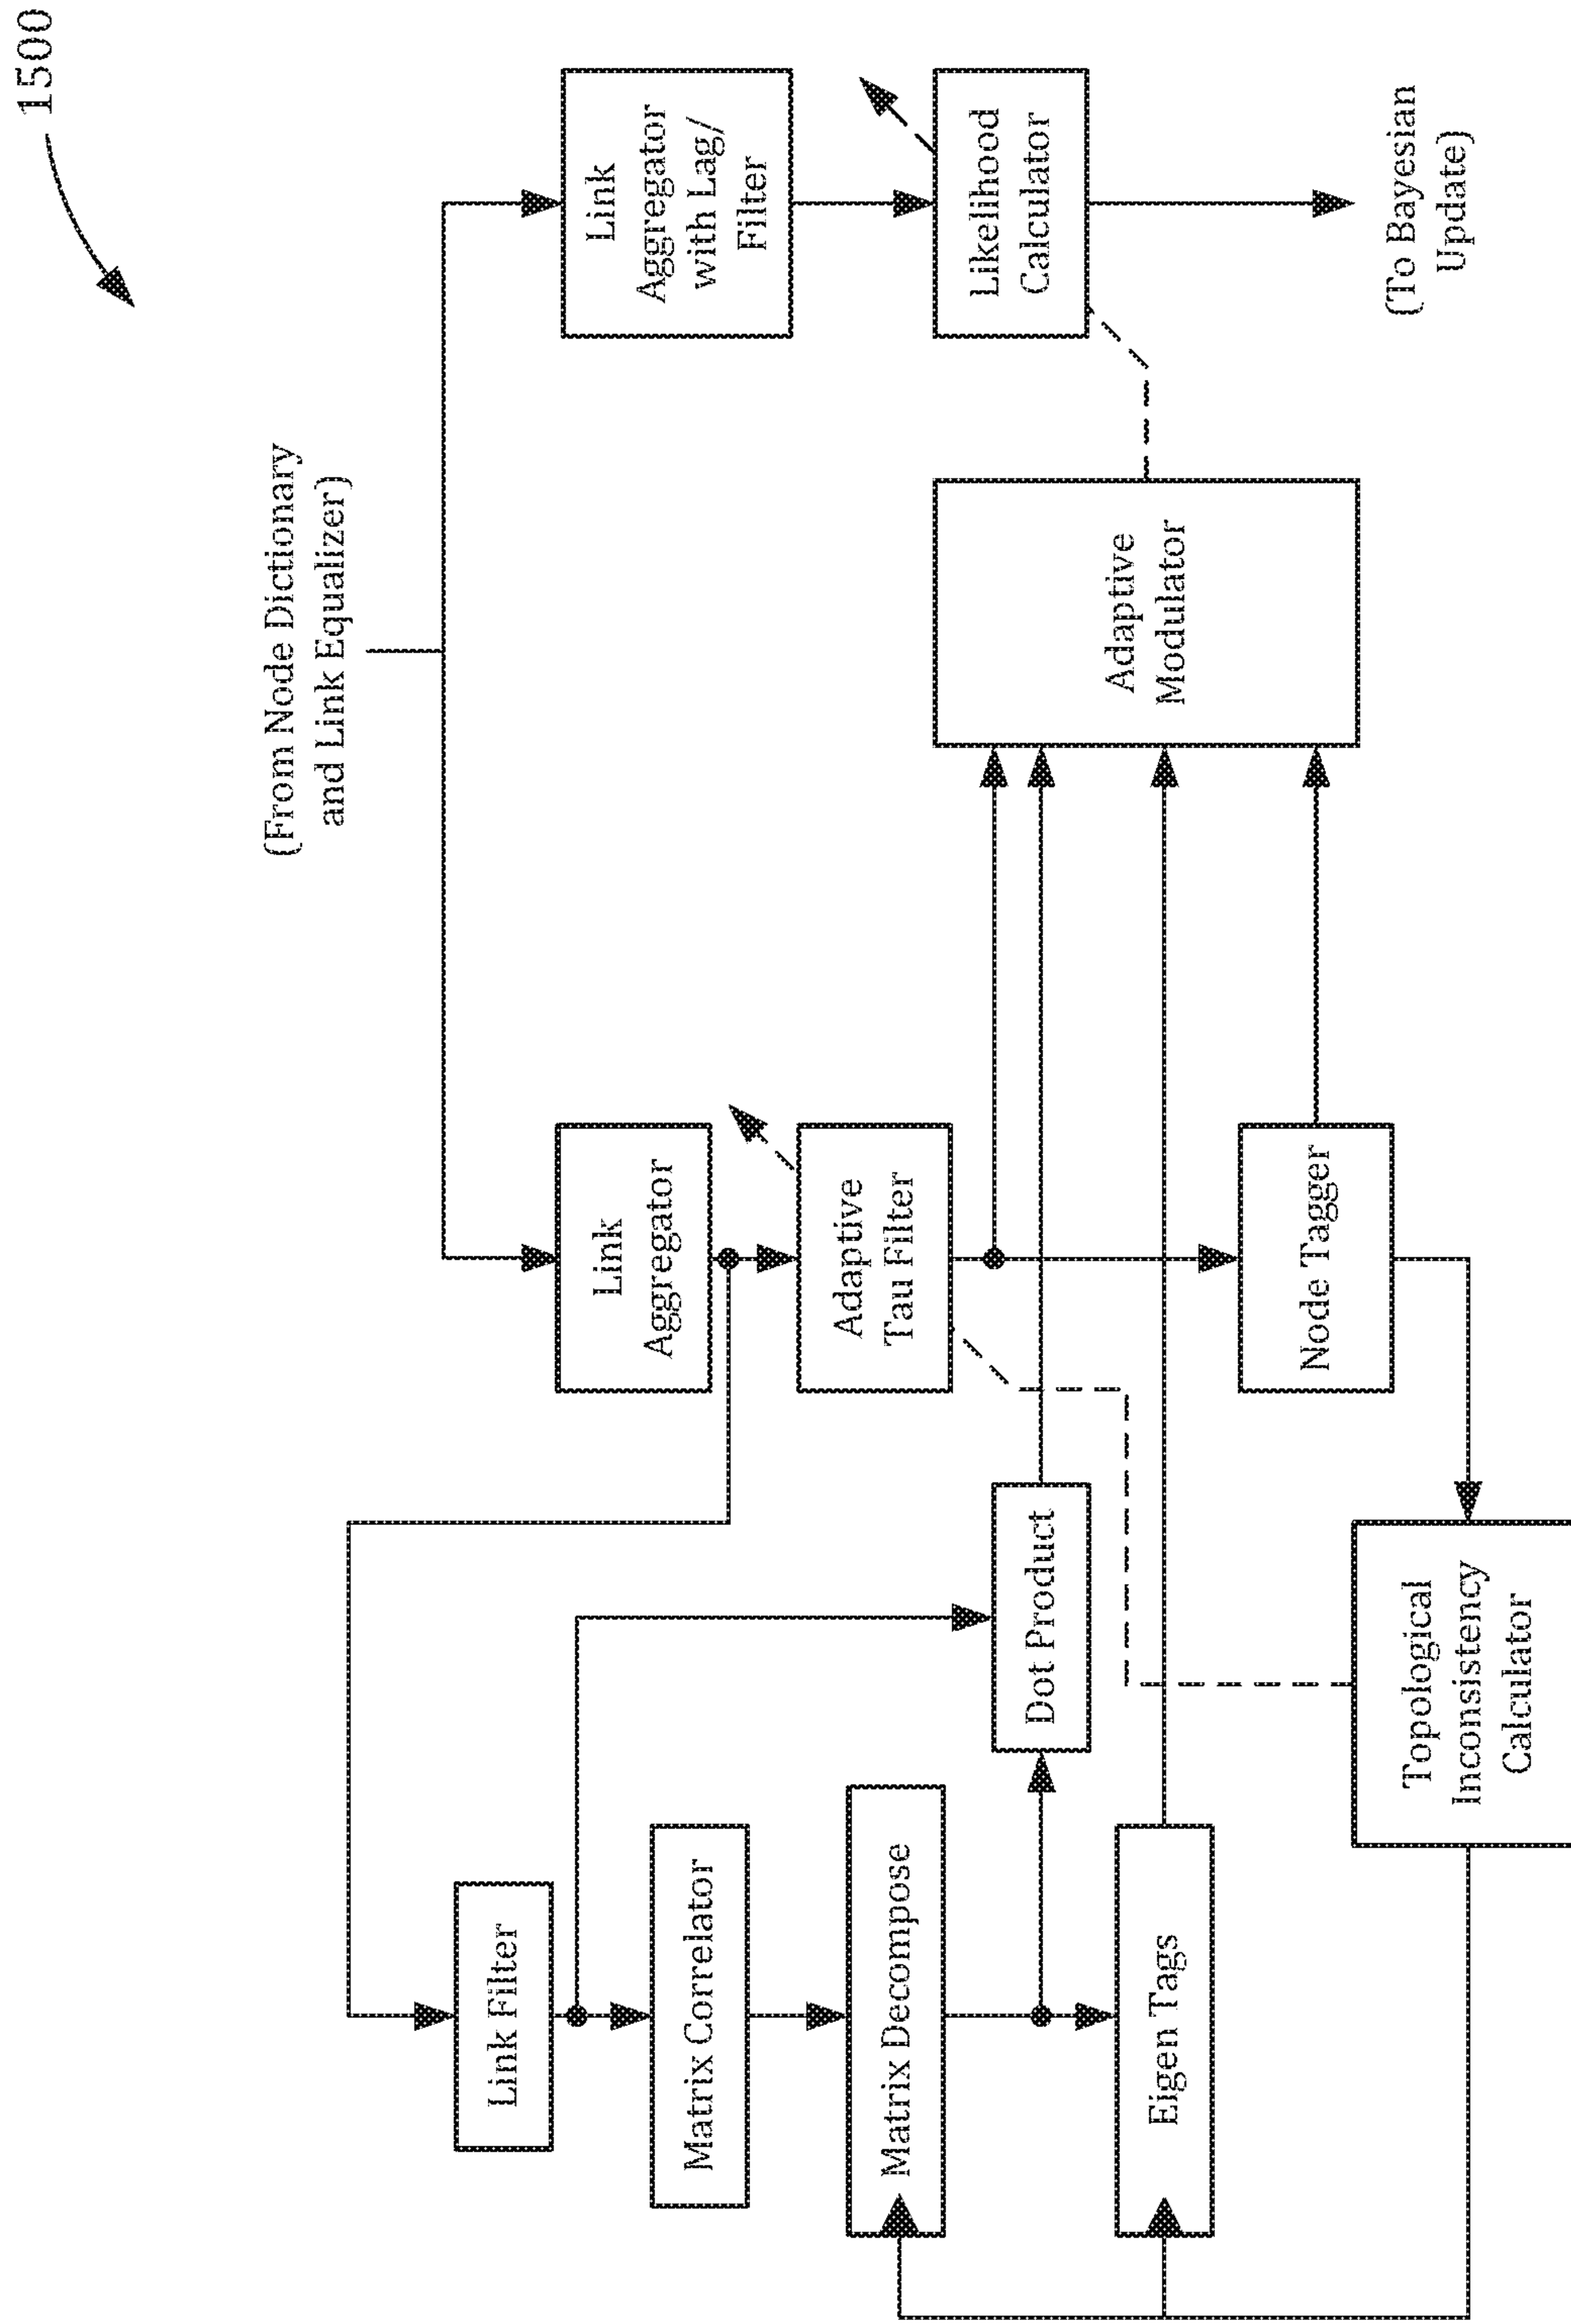 1500
(From Node Dictionary
and Link Equalizer)
Link
Aggregator
with Lag/
Filter
Likelihood
Calculator
(To Bayesian
Update)
Adaptive
Modulator
Link
Aggregator
Adaptive
Tau Filter
Node Tagger
Link Filter
Matrix Correlator
Matrix Decompose
Dot Product
Eigen Tags
Topological
Inconsistency
Calculator